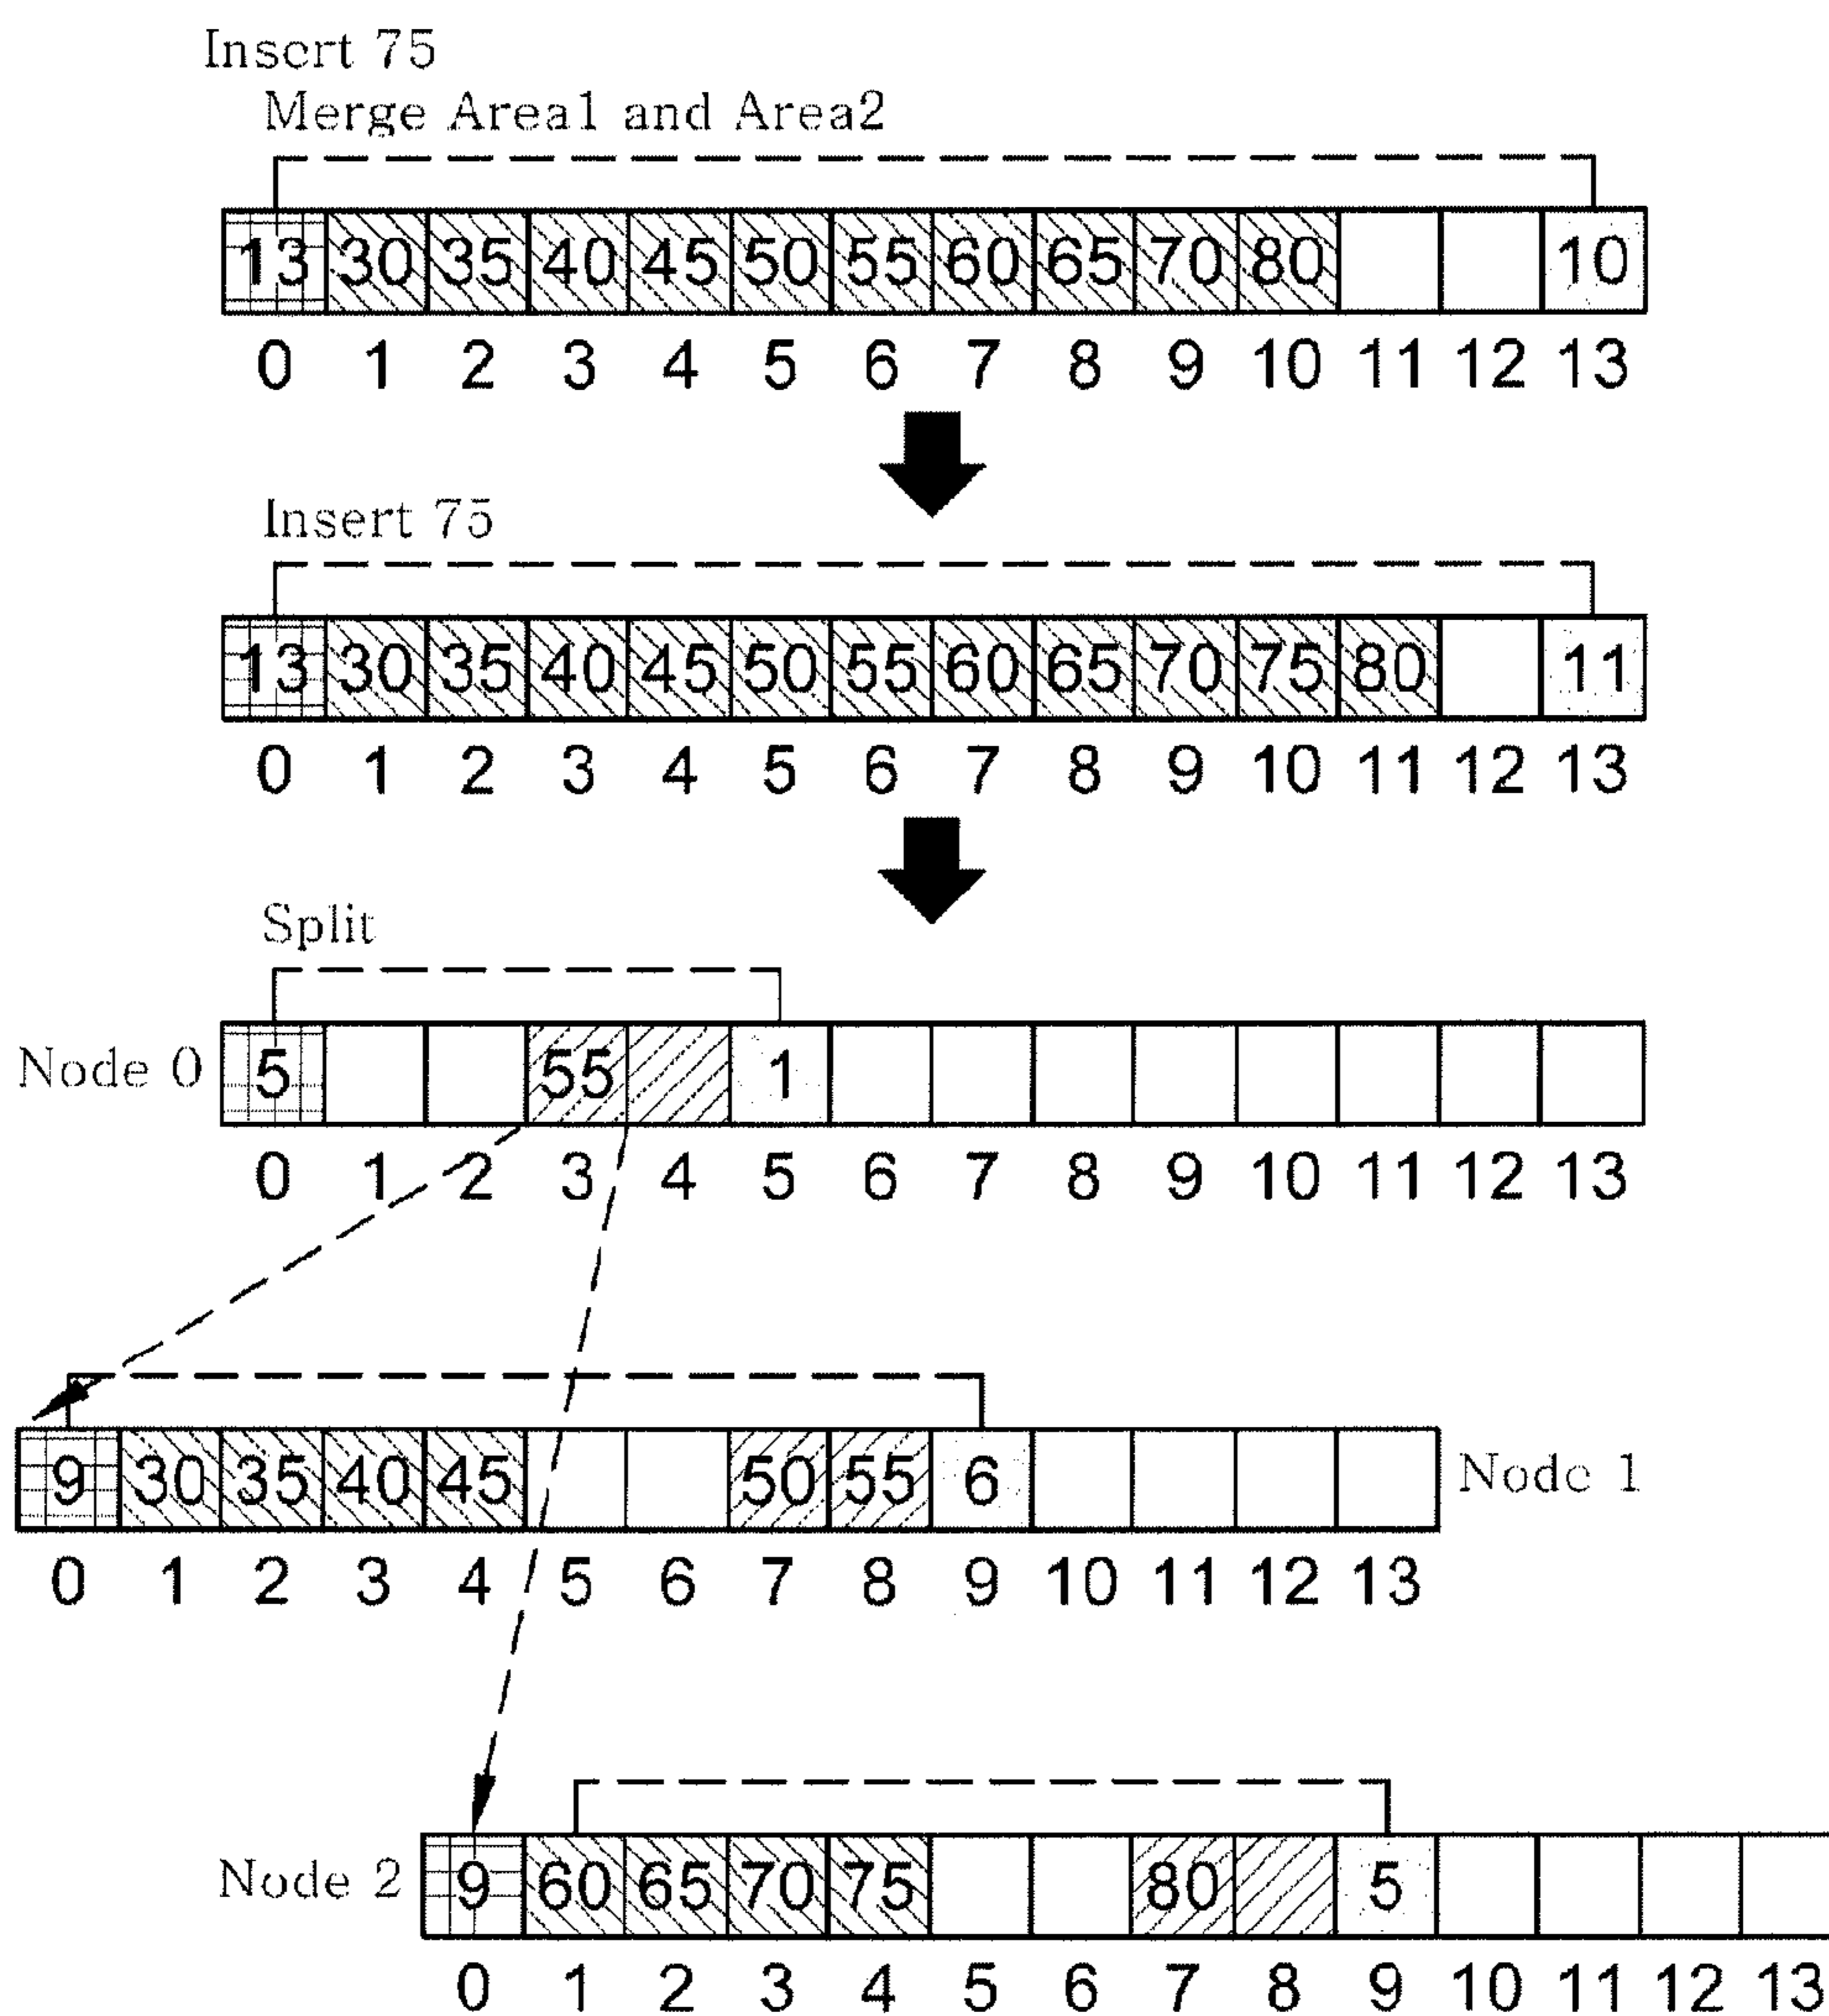 Insert 75
Merge Area1 and Area2
13 30 35 40 45 50 55 60 65 70 80 10
0 1 2 3 4 5 6 7 8 9 10 11 12 13
Insert 75
13 30 35 40 45 50 55 60 65 70 75 80 11
0 1 2 3 4 5 6 7 8 9 10 11 12 13
Split
Node 0 5 55 1
0 1 2 3 4 5 6 7 8 9 10 11 12 13
9 30 35 40 45 50 55 6 Node 1
0 1 2 3 4 5 6 7 8 9 10 11 12 13
Node 2 9 60 65 70 75 80 5
0 1 2 3 4 5 6 7 8 9 10 11 12 13